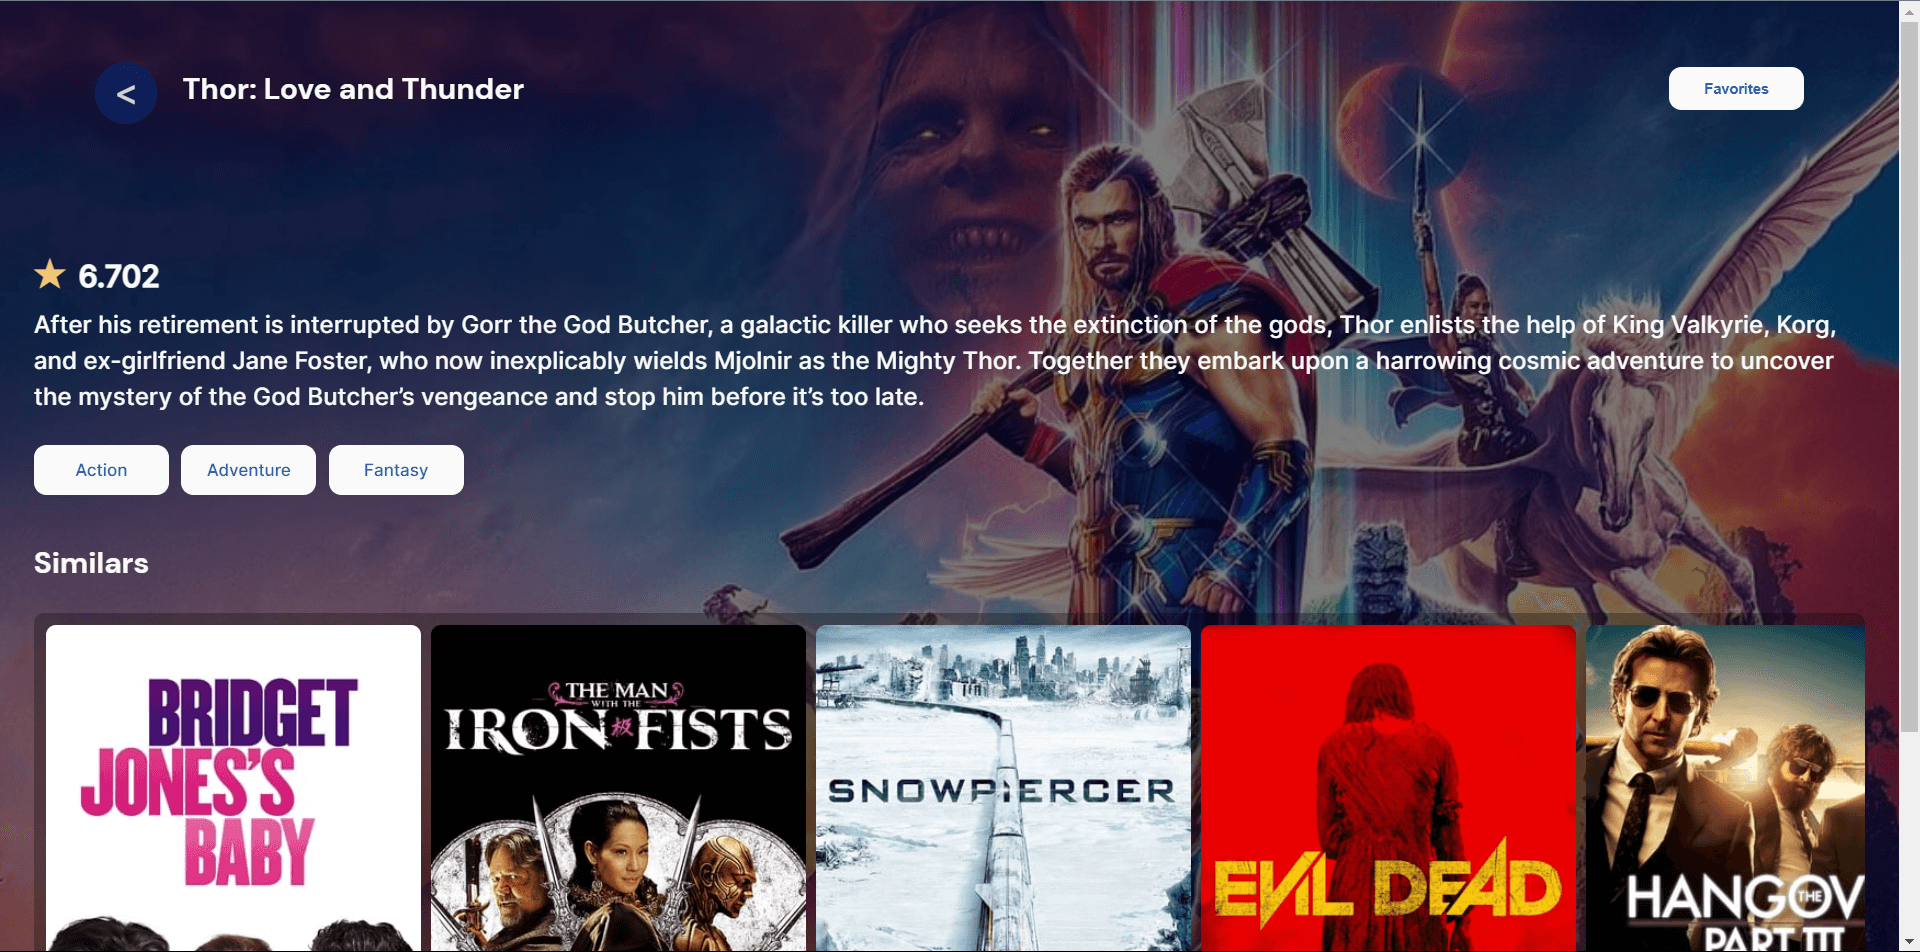 <
Thor: Love and Thunder
Favorites
6.702
After his retirement is interrupted by Gorr the God Butcher, a galactic killer who seeks the extinction of the gods, Thor enlists the help of King Valkyrie, Korg,
and ex-girlfriend Jane Foster, who now inexplicably wields Mjolnir as the Mighty Thor. Together they embark upon a harrowing cosmic adventure to uncover
the mystery of the God Butcher’s vengeance and stop him before it’s too late.
Action
Adventure
Fantasy
Similars
BRIDGET
JONES'S
BABY
THE MAN
WITH THE
IRON 极 FISTS
SNOWPIERCER
EVIL DEAD
THE
HANGOV
PART III